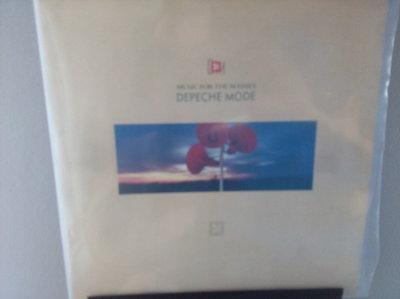 MUSIC FOR THE MASSES
DEPECHE MODE